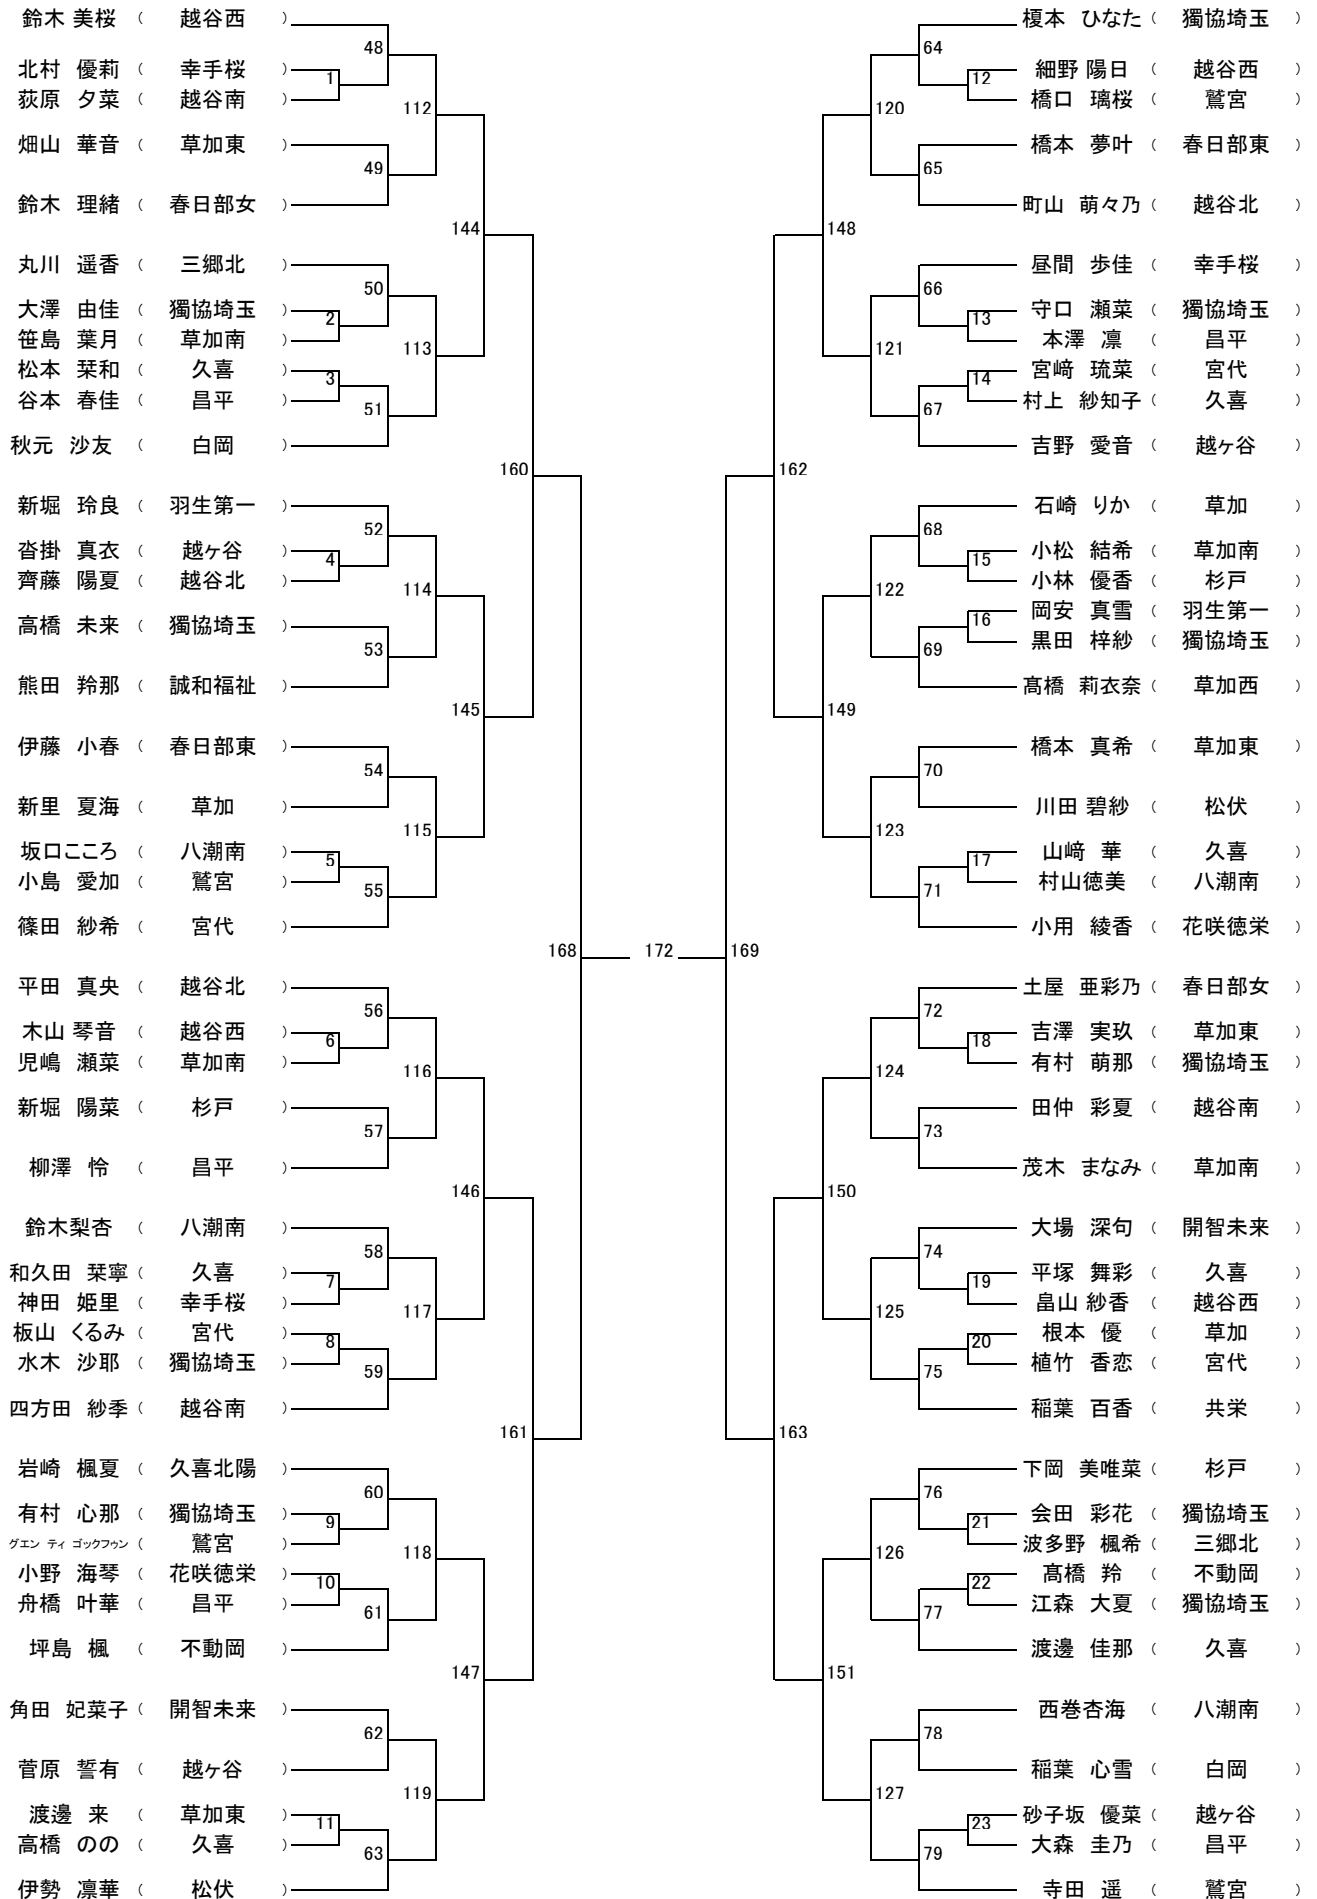 鈴木 美桜 （ 越谷西 ）
48
北村 優莉 （ 幸手桜 ）
1
荻原 夕菜 （ 越谷南 ）
112
畑山 華音 （ 草加東 ）
49
鈴木 理緒 （ 春日部女 ）
144
丸川 遥香 （ 三郷北 ）
50
大澤 由佳 （ 獨協埼玉 ）
2
笹島 葉月 （ 草加南 ）
113
松本 栞和 （ 久喜 ）
3
谷本 春佳 （ 昌平 ）
51
秋元 沙友 （ 白岡 ）
160
新堀 玲良 （ 羽生第一 ）
52
沓掛 真衣 （ 越ヶ谷 ）
4
齊藤 陽夏 （ 越谷北 ）
114
高橋 未来 （ 獨協埼玉 ）
53
熊田 羚那 （ 誠和福祉 ）
145
伊藤 小春 （ 春日部東 ）
54
新里 夏海 （ 草加 ）
115
坂口こころ （ 八潮南 ）
5
小島 愛加 （ 鷲宮 ）
55
篠田 紗希 （ 宮代 ）
168
平田 真央 （ 越谷北 ）
56
木山 琴音 （ 越谷西 ）
6
児嶋 瀬菜 （ 草加南 ）
116
新堀 陽菜 （ 杉戸 ）
57
柳澤 怜 （ 昌平 ）
146
鈴木梨杏 （ 八潮南 ）
58
和久田 栞寧 （ 久喜 ）
7
神田 姫里 （ 幸手桜 ）
117
板山 くるみ （ 宮代 ）
8
水木 沙耶 （ 獨協埼玉 ）
59
四方田 紗季 （ 越谷南 ）
161
岩崎 楓夏 （ 久喜北陽 ）
60
有村 心那 （ 獨協埼玉 ）
9
グエン ティ ゴックフゥン （ 鷲宮 ）
118
小野 海琴 （ 花咲徳栄 ）
10
舟橋 叶華 （ 昌平 ）
61
坪島 楓 （ 不動岡 ）
147
角田 妃菜子 （ 開智未来 ）
62
菅原 誓有 （ 越ヶ谷 ）
119
渡邊 来 （ 草加東 ）
11
高橋 のの （ 久喜 ）
63
伊勢 凛華 （ 松伏 ）
172
榎本 ひなた （ 獨協埼玉 ）
64
細野 陽日 （ 越谷西 ）
12
橋口 璃桜 （ 鷲宮 ）
120
橋本 夢叶 （ 春日部東 ）
65
町山 萌々乃 （ 越谷北 ）
148
昼間 歩佳 （ 幸手桜 ）
66
守口 瀬菜 （ 獨協埼玉 ）
13
本澤 凛 （ 昌平 ）
121
宮﨑 琉菜 （ 宮代 ）
14
村上 紗知子 （ 久喜 ）
67
吉野 愛音 （ 越ヶ谷 ）
162
石崎 りか （ 草加 ）
68
小松 結希 （ 草加南 ）
15
小林 優香 （ 杉戸 ）
122
岡安 真雪 （ 羽生第一 ）
16
黒田 梓紗 （ 獨協埼玉 ）
69
髙橋 莉衣奈 （ 草加西 ）
149
橋本 真希 （ 草加東 ）
70
川田 碧紗 （ 松伏 ）
123
山﨑 華 （ 久喜 ）
17
村山徳美 （ 八潮南 ）
71
小用 綾香 （ 花咲徳栄 ）
169
土屋 亜彩乃 （ 春日部女 ）
72
吉澤 実玖 （ 草加東 ）
18
有村 萌那 （ 獨協埼玉 ）
124
田仲 彩夏 （ 越谷南 ）
73
茂木 まなみ （ 草加南 ）
150
大場 深句 （ 開智未来 ）
74
平塚 舞彩 （ 久喜 ）
19
畠山 紗香 （ 越谷西 ）
125
根本 優 （ 草加 ）
20
植竹 香恋 （ 宮代 ）
75
稲葉 百香 （ 共栄 ）
163
下岡 美唯菜 （ 杉戸 ）
76
会田 彩花 （ 獨協埼玉 ）
21
波多野 楓希 （ 三郷北 ）
126
髙橋 羚 （ 不動岡 ）
22
江森 大夏 （ 獨協埼玉 ）
77
渡邊 佳那 （ 久喜 ）
151
西巻杏海 （ 八潮南 ）
78
稲葉 心雪 （ 白岡 ）
127
砂子坂 優菜 （ 越ヶ谷 ）
23
大森 圭乃 （ 昌平 ）
79
寺田 遥 （ 鷲宮 ）